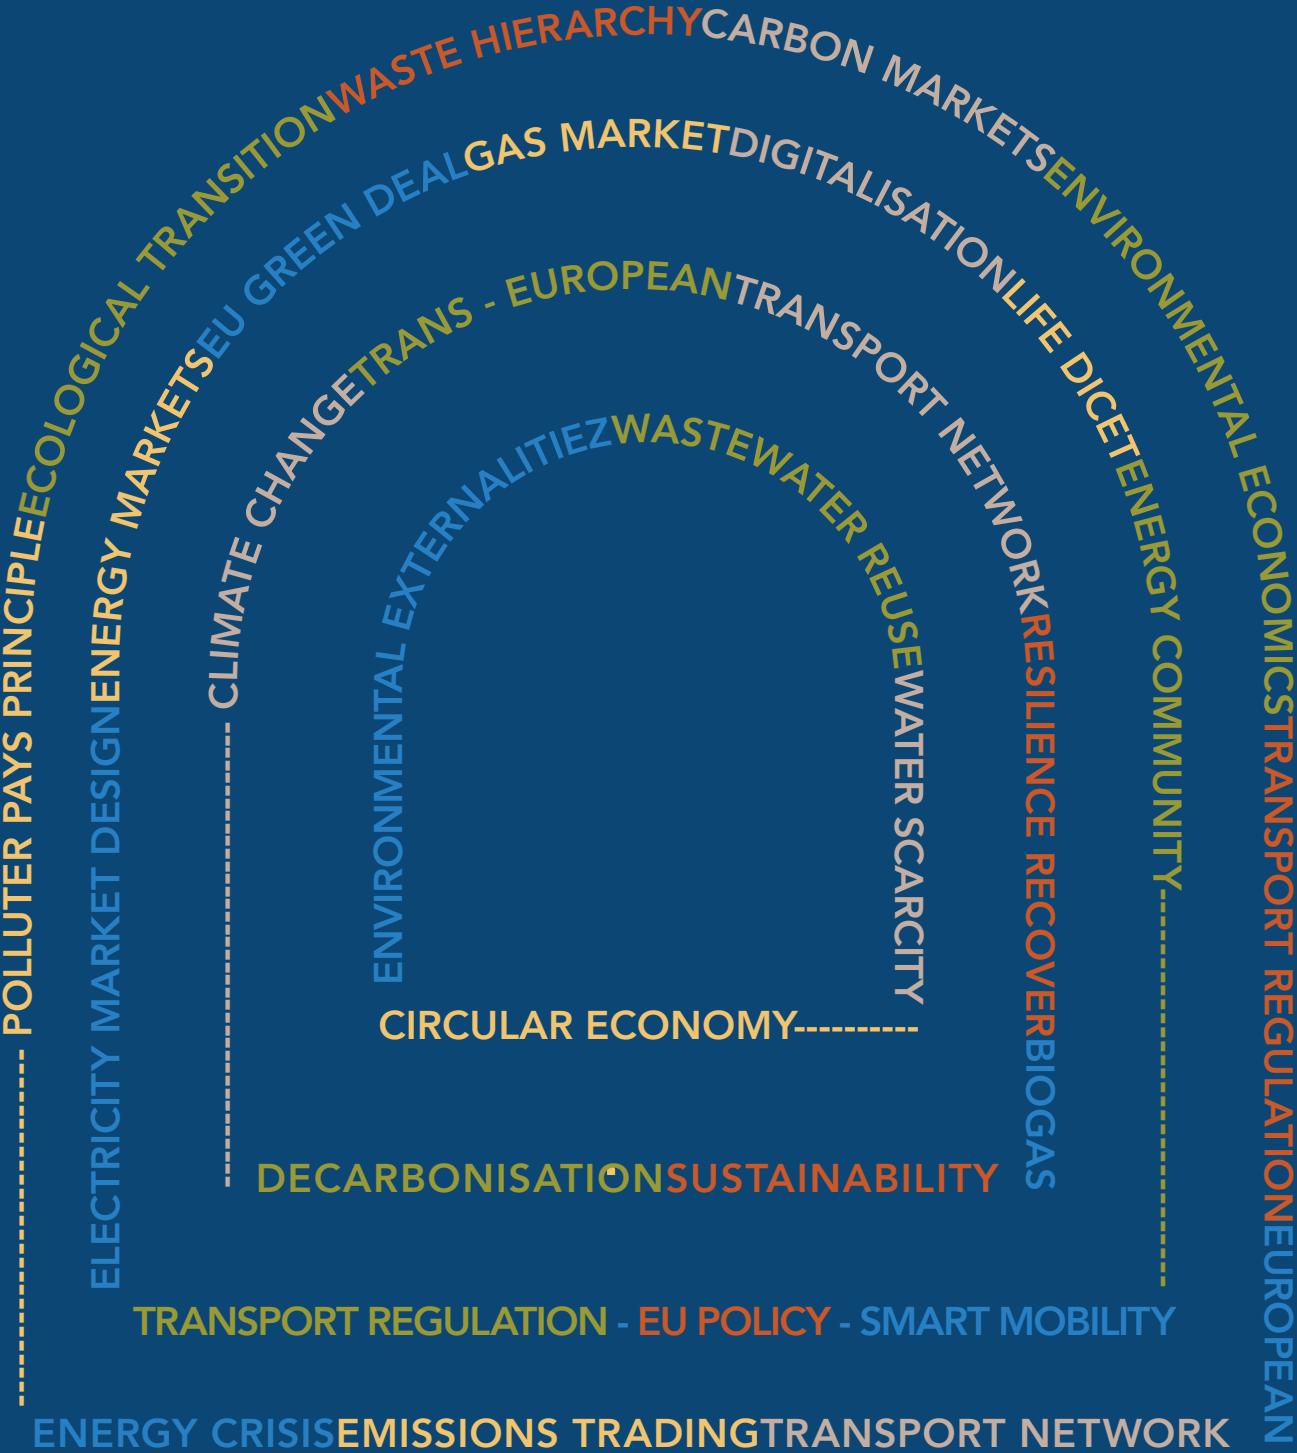 POLLUTER PAYS PRINCIPLEECOLOGICAL TRANSITIONWASTE HIERARCHYCARBON MARKETSENVIRONMENTAL ECONOMICSTRANSPORT REGULATIONEUROPEAN
ELECTRICITY MARKET DESIGNENERGY MARKETSEU GREEN DEALGAS MARKETDIGITALISATIONLIFE DICETENERGY COMMUNITY
CLIMATE CHANGETRANS - EUROPEANTRANSPORT NETWORKRESILIENCE RECOVERBIOGAS
ENVIRONMENTAL EXTERNALITIEZWASTEWATER REUSEWATER SCARCITY
CIRCULAR ECONOMY----------
DECARBONISATIONSUSTAINABILITY
TRANSPORT REGULATION - EU POLICY - SMART MOBILITY
ENERGY CRISISEMISSIONS TRADINGTRANSPORT NETWORK